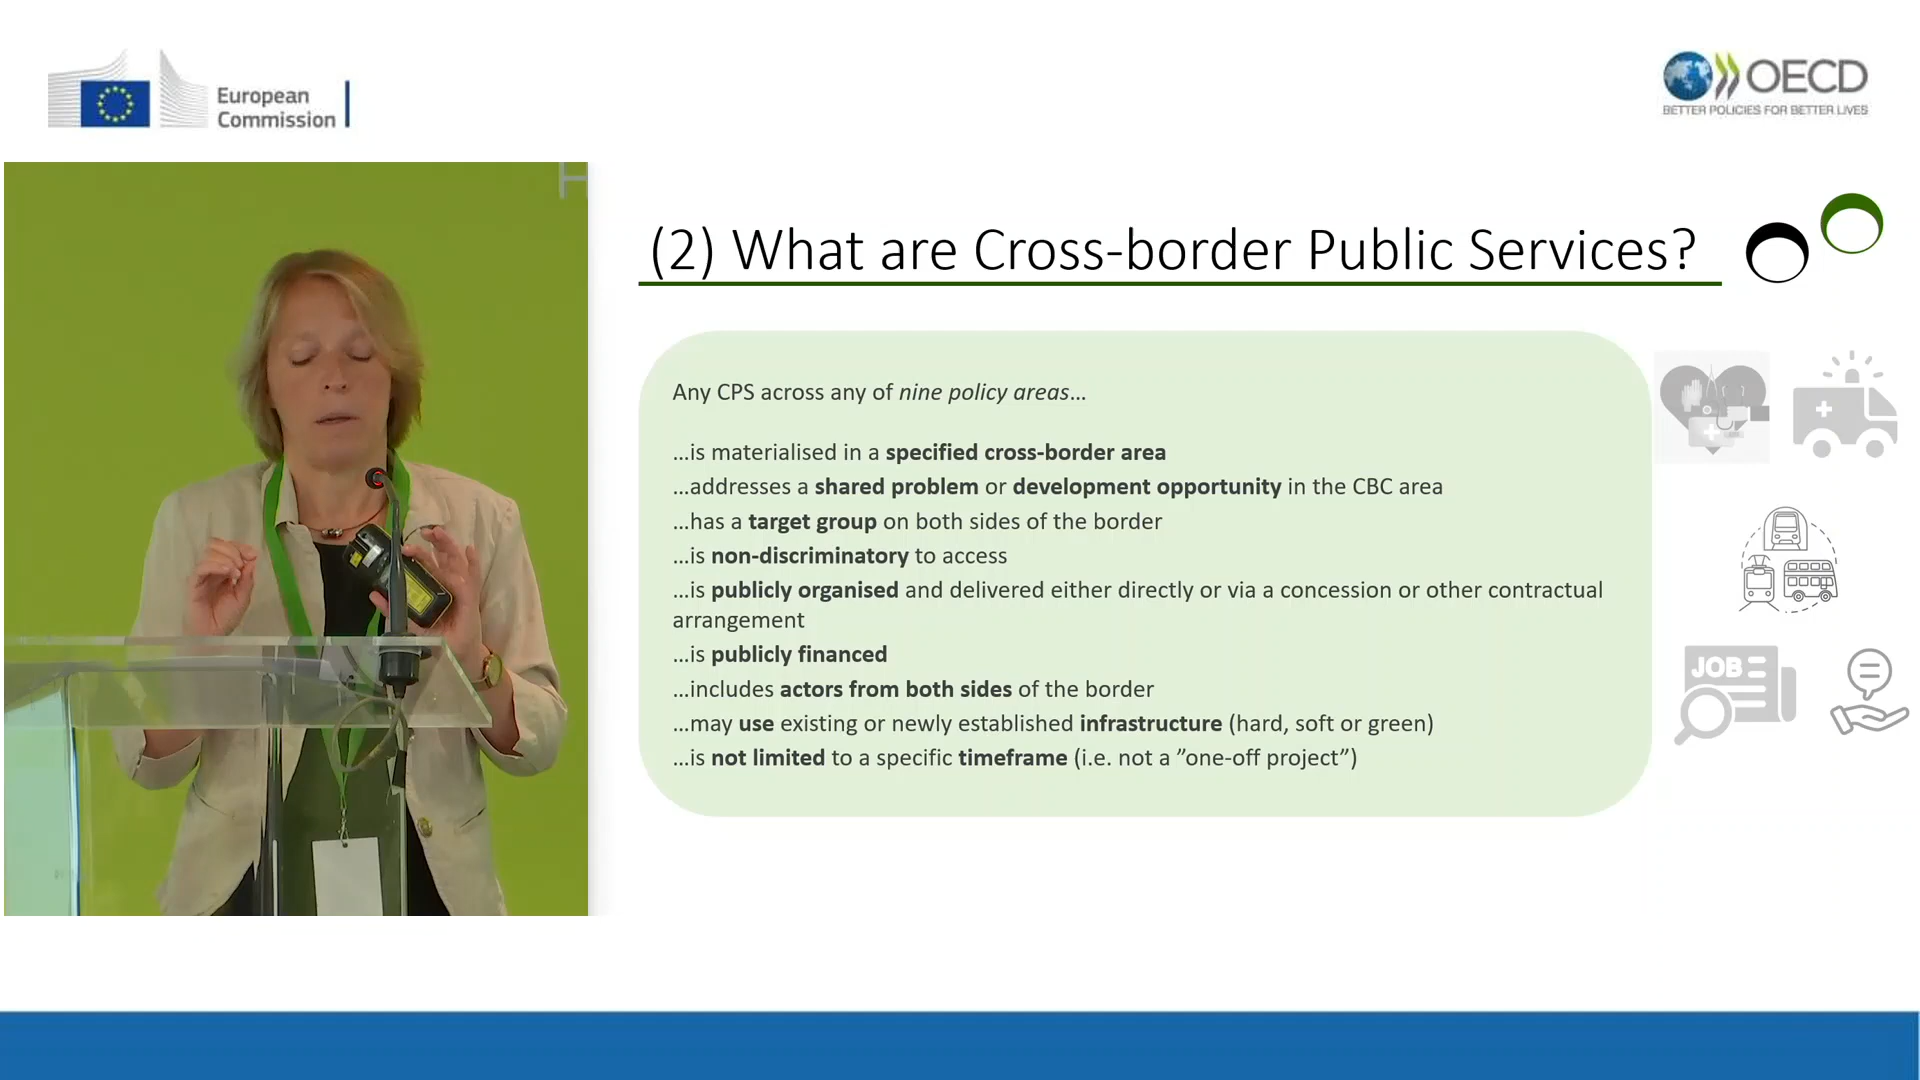 European
Commission
OECD
BETTER POLICIES FOR BETTER LIVES
H
(2) What are Cross-border Public Services?
Any CPS across any of nine policy areas...
...is materialised in a specified cross-border area
...addresses a shared problem or development opportunity in the CBC area
...has a target group on both sides of the border
...is non-discriminatory to access
...is publicly organised and delivered either directly or via a concession or other contractual
arrangement
...is publicly financed
...includes actors from both sides of the border
...may use existing or newly established infrastructure (hard, soft or green)
...is not limited to a specific timeframe (i.e. not a ”one-off project”)
JOB